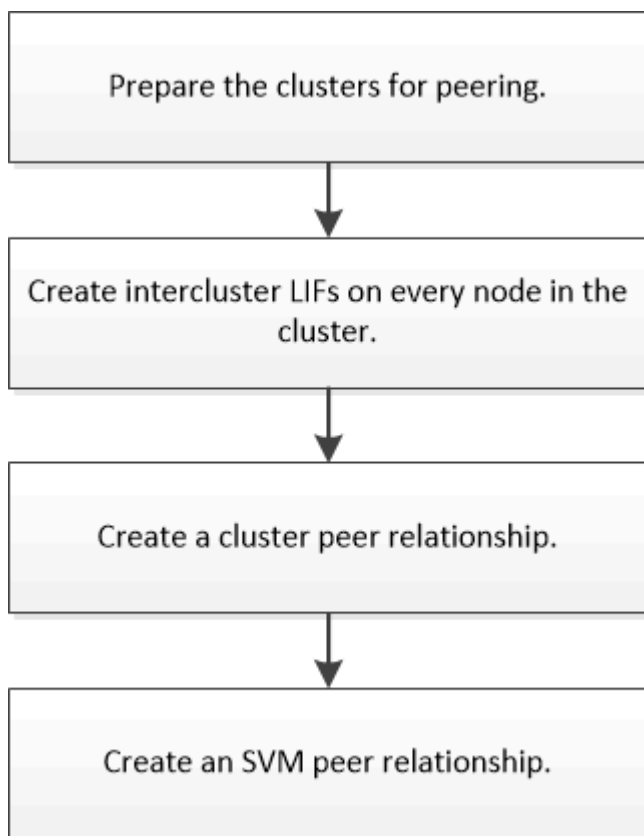 Prepare the clusters for peering.
Create intercluster LIFs on every node in the
cluster.
Create a cluster peer relationship.
Create an SVM peer relationship.